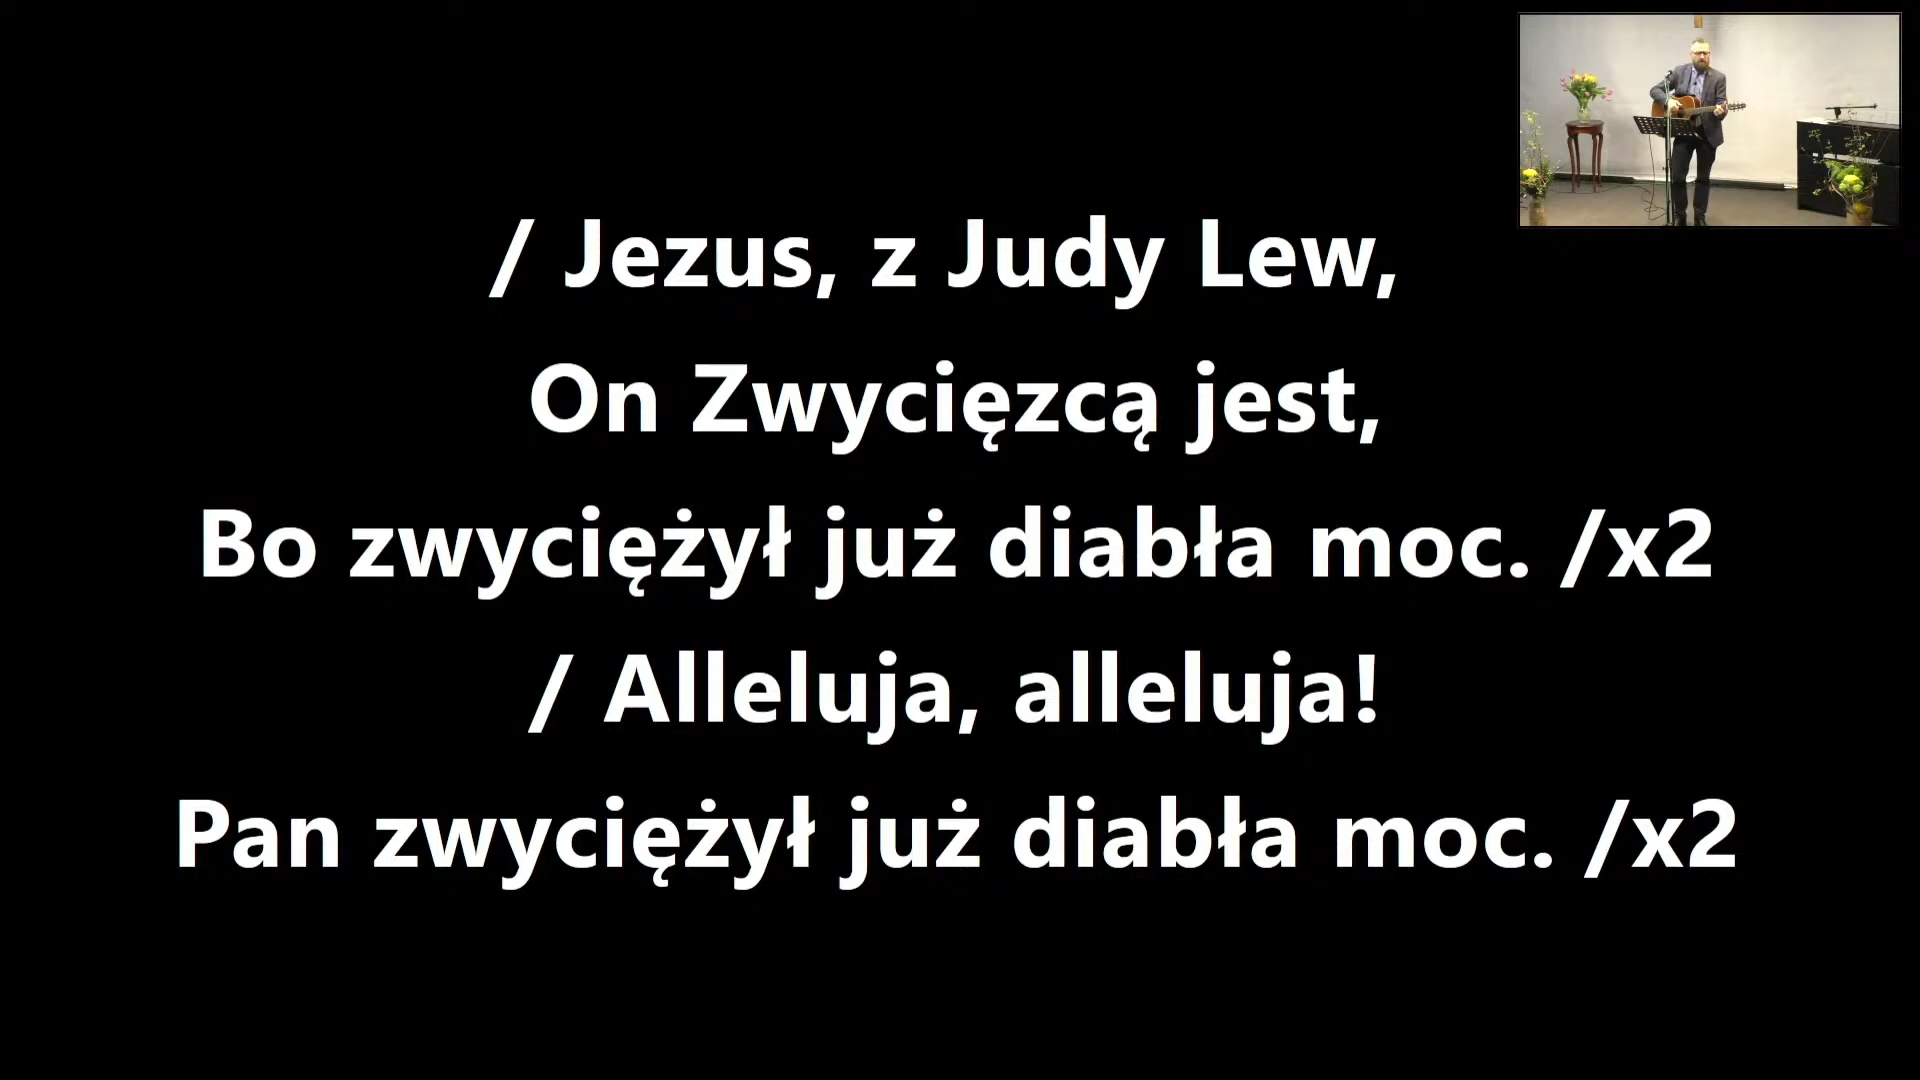 / Jezus, z Judy Lew,
On Zwycięzcą jest,
Bo zwyciężył już diabła moc. /x2
/ Alleluja, alleluja!
Pan zwyciężył już diabła moc. /x2